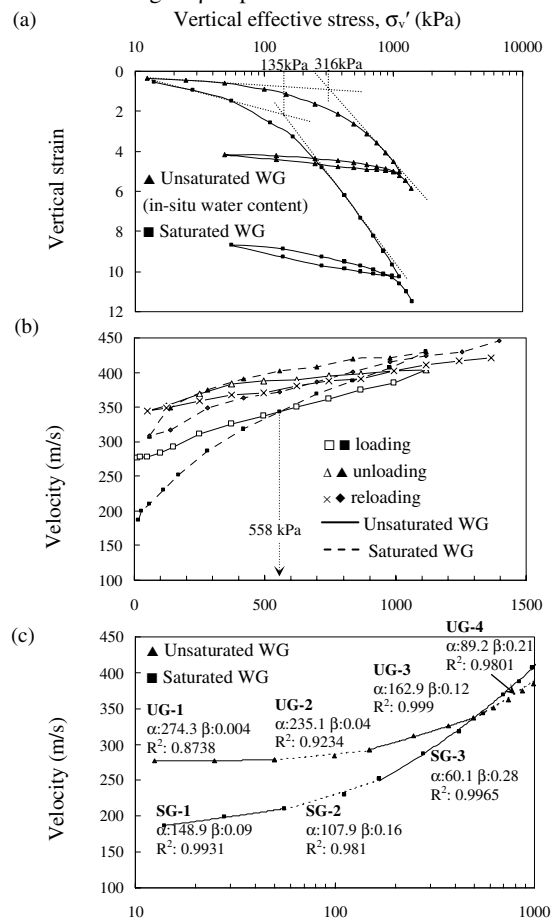 (a)
Vertical effective stress, σv' (kPa)
10 100 1000 10000
135kPa 316kPa
0
2
4
6
8
10
12
Vertical strain
▲ Unsaturated WG
(in-situ water content)
■ Saturated WG
(b)
450
400
350
300
250
200
150
100
Velocity (m/s)
□ ■ loading
△ ▲ unloading
× ◆ reloading
Unsaturated WG
Saturated WG
558 kPa
0 500 1000 1500
(c)
450
400
350
300
250
200
150
100
Velocity (m/s)
▲ Unsaturated WG
■ Saturated WG
UG-1
α:274.3 β:0.004
R²: 0.8738
UG-2
α:235.1 β:0.04
R²: 0.9234
UG-3
α:162.9 β:0.12
R²: 0.999
UG-4
α:89.2 β:0.21
R²: 0.9801
SG-1
α:148.9 β:0.09
R²: 0.9931
SG-2
α:107.9 β:0.16
R²: 0.981
SG-3
α:60.1 β:0.28
R²: 0.9965
10 100 1000